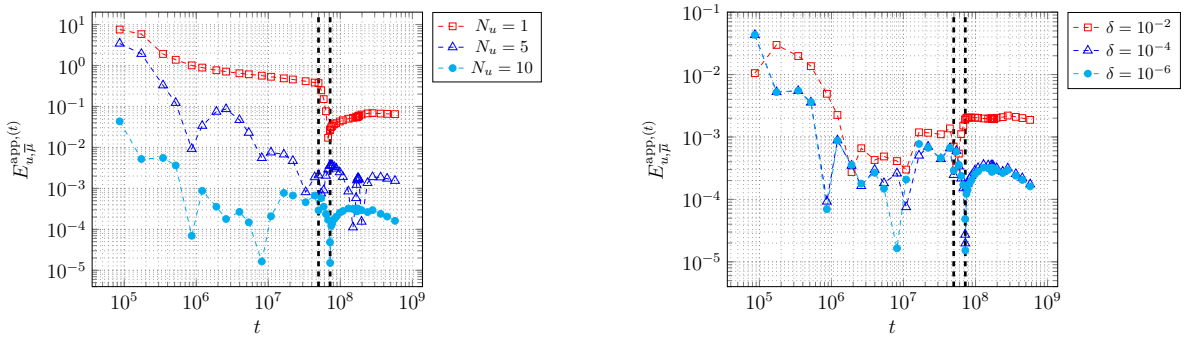 10^1
10^0
10^{-1}
10^{-2}
10^{-3}
10^{-4}
10^{-5}
E_{u,\overline{μ}}^{app,(t)}
10^5 10^6 10^7 10^8 10^9
t
N_u = 1
N_u = 5
N_u = 10
10^{-1}
10^{-2}
10^{-3}
10^{-4}
10^{-5}
E_{u,\overline{μ}}^{app,(t)}
10^5 10^6 10^7 10^8 10^9
t
δ = 10^{-2}
δ = 10^{-4}
δ = 10^{-6}